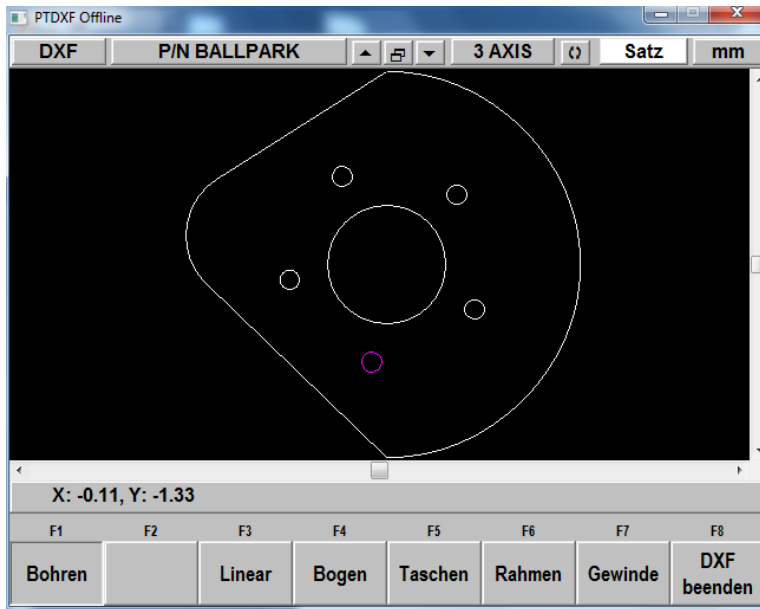 PTDXF Offline
DXF P/N BALLPARK 3 AXIS Satz mm
X: -0.11, Y: -1.33
F1 F2 F3 F4 F5 F6 F7 F8
Bohren Linear Bogen Taschen Rahmen Gewinde DXF
beenden